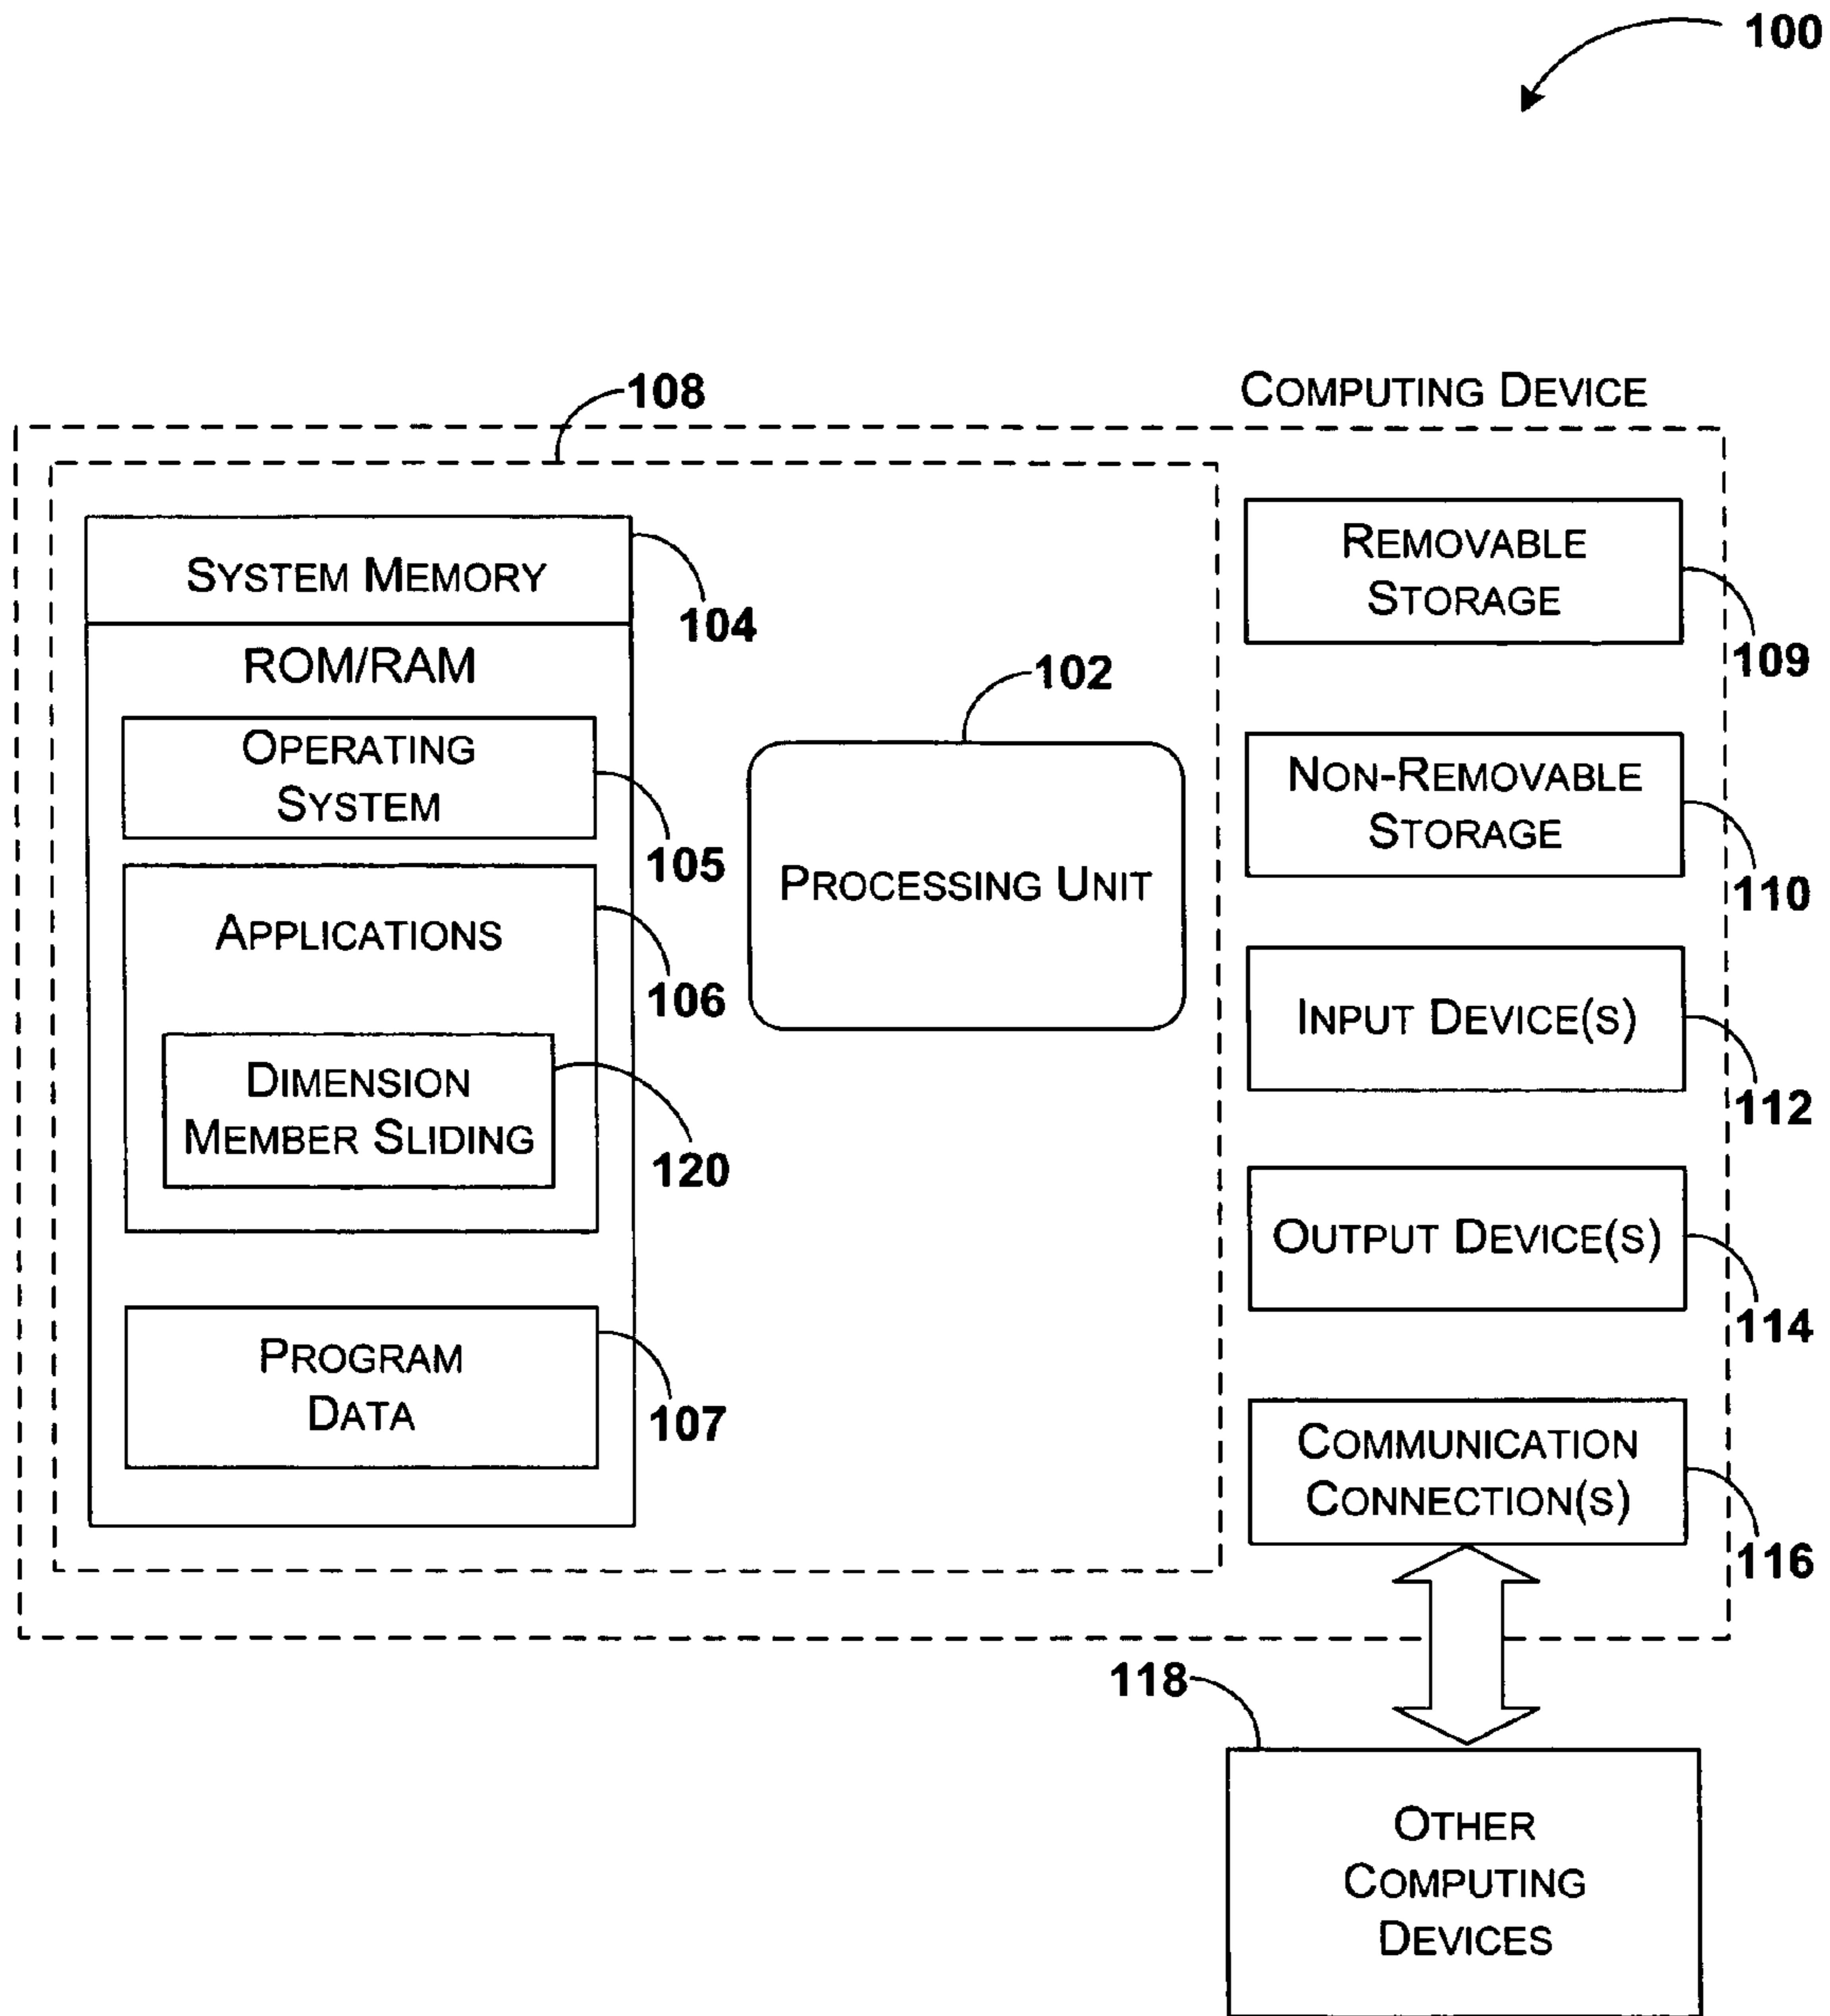 100
108
COMPUTING DEVICE
SYSTEM MEMORY
104
ROM/RAM
OPERATING
SYSTEM
105
APPLICATIONS
106
DIMENSION
MEMBER SLIDING
120
PROGRAM
DATA
107
102
PROCESSING UNIT
REMOVABLE
STORAGE
109
NON-REMOVABLE
STORAGE
110
INPUT DEVICE(S)
112
OUTPUT DEVICE(S)
114
COMMUNICATION
CONNECTION(S)
116
118
OTHER
COMPUTING
DEVICES